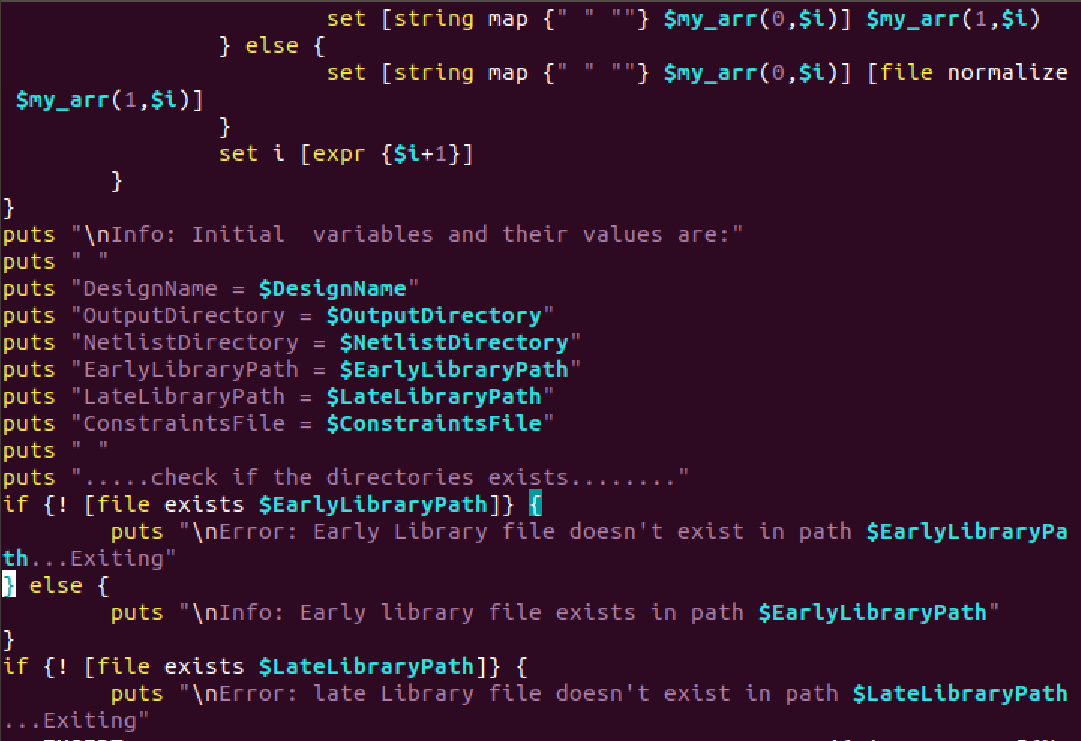 set [string map {" " ""} $my_arr(0,$i)] $my_arr(1,$i)
} else {
set [string map {" " ""} $my_arr(0,$i)] [file normalize
$my_arr(1,$i)]
}
set i [expr {$i+1}]
}
}
puts "\nInfo: Initial  variables and their values are:"
puts " "
puts "DesignName = $DesignName"
puts "OutputDirectory = $OutputDirectory"
puts "NetlistDirectory = $NetlistDirectory"
puts "EarlyLibraryPath = $EarlyLibraryPath"
puts "LateLibraryPath = $LateLibraryPath"
puts "ConstraintsFile = $ConstraintsFile"
puts " "
puts ".....check if the directories exists........"
if {! [file exists $EarlyLibraryPath]} {
puts "\nError: Early Library file doesn't exist in path $EarlyLibraryPa
th...Exiting"
} else {
puts "\nInfo: Early library file exists in path $EarlyLibraryPath"
}
if {! [file exists $LateLibraryPath]} {
puts "\nError: late Library file doesn't exist in path $LateLibraryPath
...Exiting"